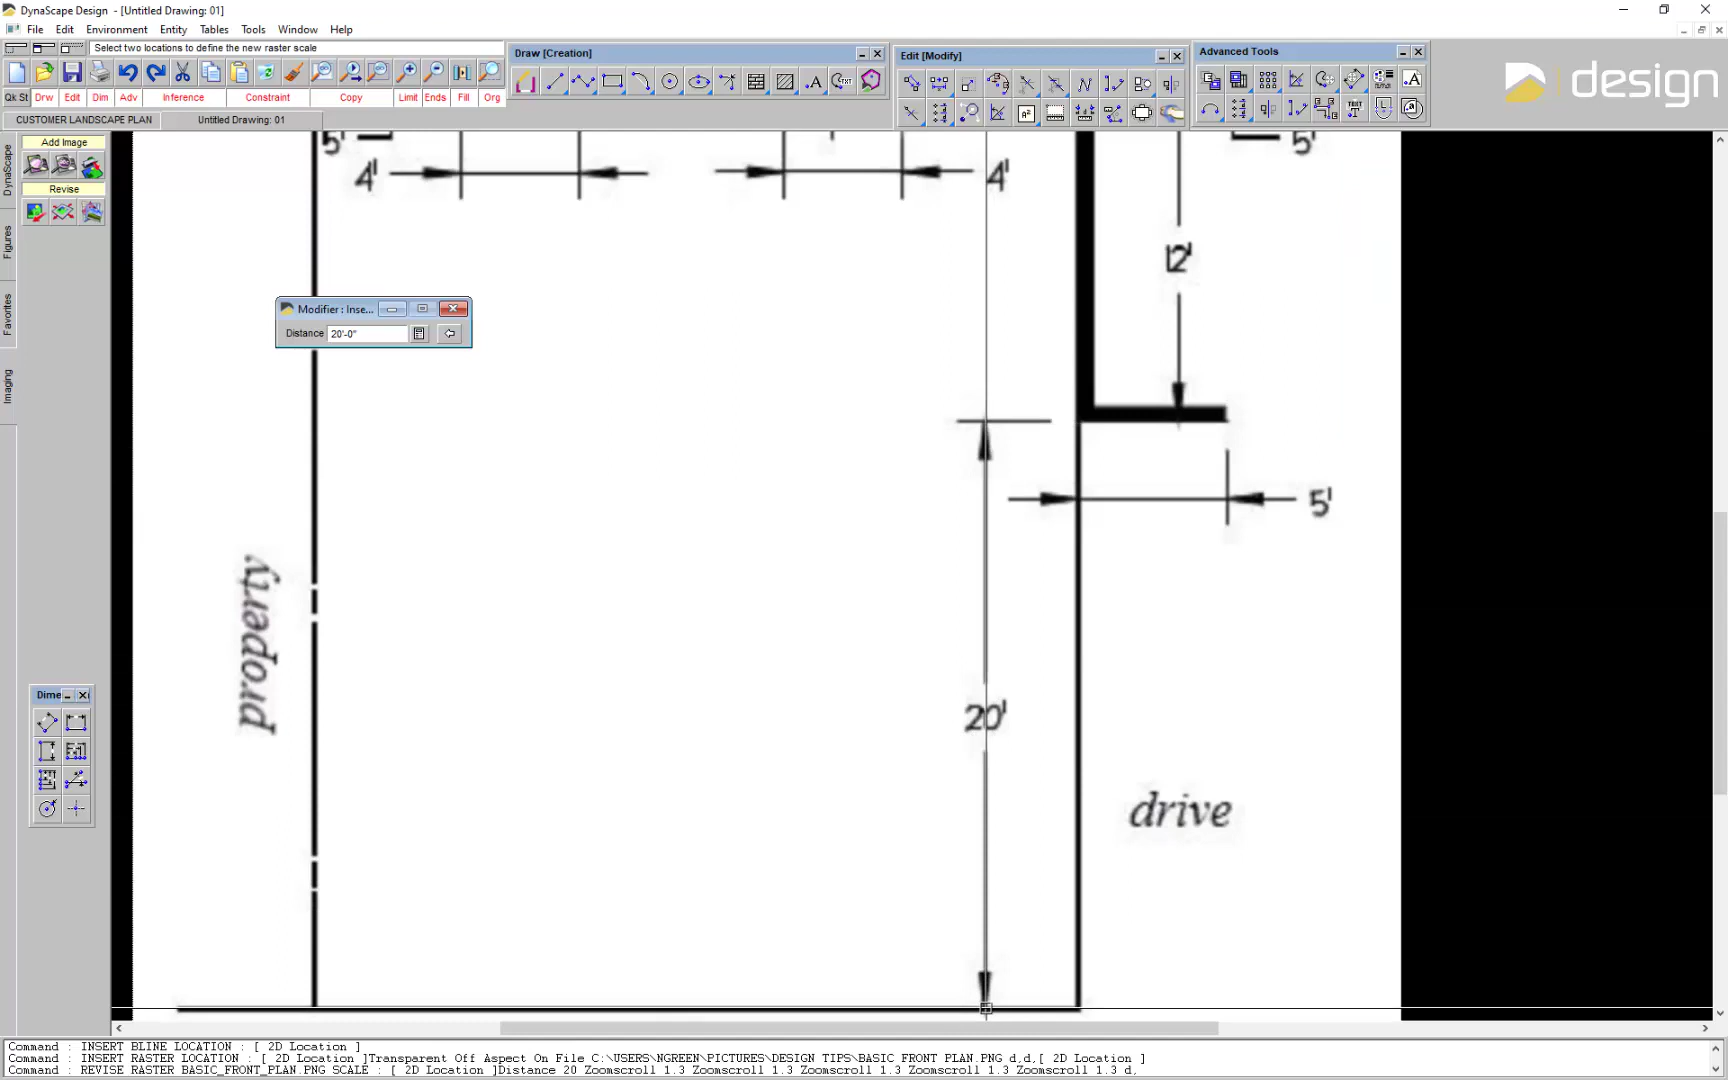 DynaScape Design - [Untitled Drawing: 01]
File Edit Environment Entity Tables Tools Window Help
Select two locations to define the new raster scale
Draw [Creation]
Edit [Modify]
Advanced Tools
design
Qk St Drw Edit Dim Adv Inference Constraint Copy Limit Ends Fill Org
CUSTOMER LANDSCAPE PLAN Untitled Drawing: 01
Add Image
Revise
DynaScape
Figures
Favorites
Imaging
5'
5'
4'
4'
12'
Modifier : Inse...
Distance 20'-0"
5'
property
20'
drive
Dime
Command : INSERT BLINE LOCATION : [ 2D Location ]
Command : INSERT RASTER LOCATION : [ 2D Location ]Transparent Off Aspect On File C:\USERS\NGREEN\PICTURES\DESIGN TIPS\BASIC FRONT PLAN.PNG d,d,[ 2D Location ]
Command : REVISE RASTER BASIC_FRONT_PLAN.PNG SCALE : [ 2D Location ]Distance 20 Zoomscroll 1.3 Zoomscroll 1.3 Zoomscroll 1.3 Zoomscroll 1.3 Zoomscroll 1.3 d,